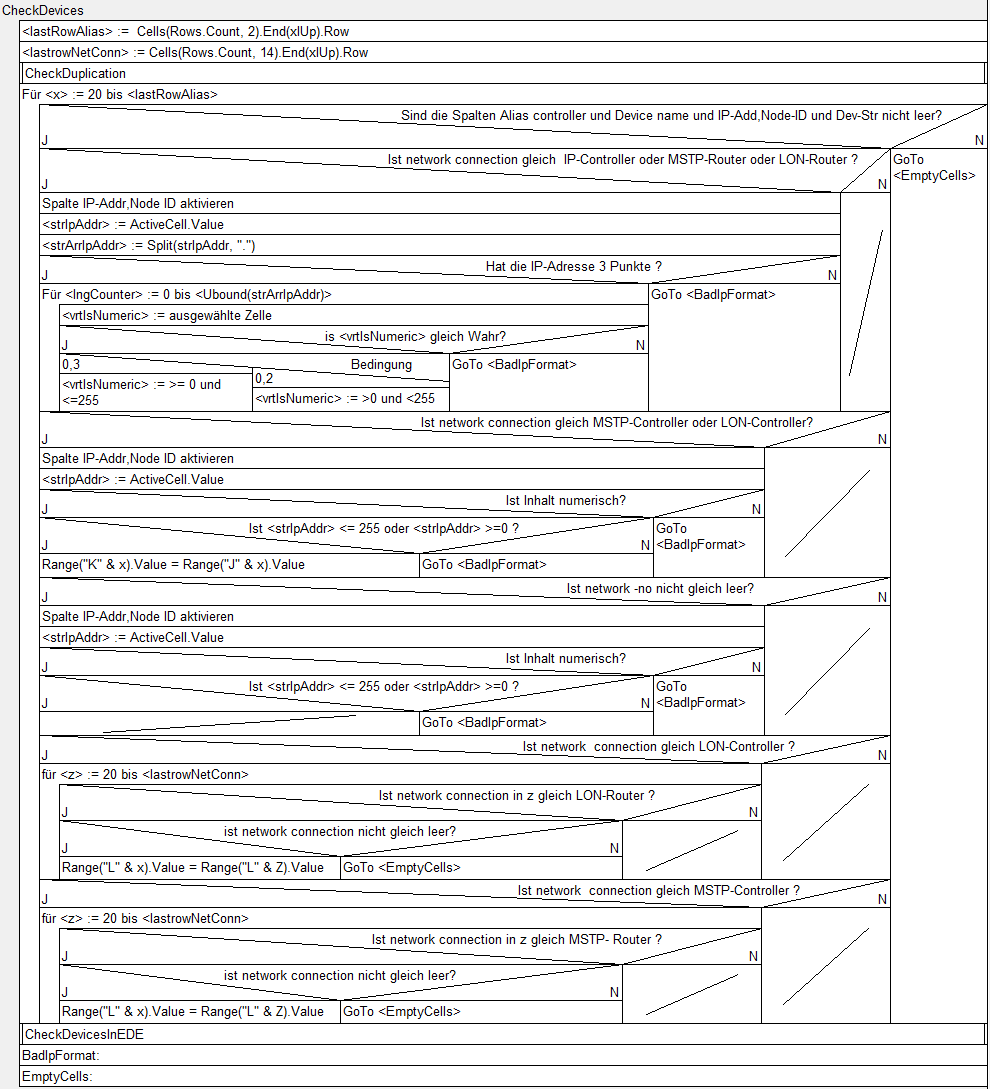 CheckDevices
<lastRowAlias> := Cells(Rows.Count, 2).End(xlUp).Row
<lastrowNetConn> := Cells(Rows.Count, 14).End(xlUp).Row
CheckDuplication
Für <x> := 20 bis <lastRowAlias>
Sind die Spalten Alias controller und Device name und IP-Add,Node-ID und Dev-Str nicht leer?
J
N
Ist network connection gleich IP-Controller oder MSTP-Router oder LON-Router ?
GoTo
<EmptyCells>
J
N
Spalte IP-Addr,Node ID aktivieren
<strIpAddr> := ActiveCell.Value
<strArrIpAddr> := Split(strIpAddr, ".")
Hat die IP-Adresse 3 Punkte ?
J
N
Für <lngCounter> := 0 bis <Ubound(strArrIpAddr)>
GoTo <BadIpFormat>
<vrtIsNumeric> := ausgewählte Zelle
is <vrtIsNumeric> gleich Wahr?
J
N
0,3
Bedingung
GoTo <BadIpFormat>
0,2
<vrtIsNumeric> := >= 0 und
<=255
<vrtIsNumeric> := >0 und <255
Ist network connection gleich MSTP-Controller oder LON-Controller?
J
N
Spalte IP-Addr,Node ID aktivieren
<strIpAddr> := ActiveCell.Value
Ist Inhalt numerisch?
J
N
Ist <strIpAddr> <= 255 oder <strIpAddr> >=0 ?
GoTo
<BadIpFormat>
J
N
Range("K" & x).Value = Range("J" & x).Value
GoTo <BadIpFormat>
Ist network -no nicht gleich leer?
J
N
Spalte IP-Addr,Node ID aktivieren
<strIpAddr> := ActiveCell.Value
Ist Inhalt numerisch?
J
N
Ist <strIpAddr> <= 255 oder <strIpAddr> >=0 ?
GoTo
<BadIpFormat>
J
N
GoTo <BadIpFormat>
Ist network connection gleich LON-Controller ?
J
N
für <z> := 20 bis <lastrowNetConn>
Ist network connection in z gleich LON-Router ?
J
N
ist network connection nicht gleich leer?
J
N
Range("L" & x).Value = Range("L" & Z).Value
GoTo <EmptyCells>
Ist network connection gleich MSTP-Controller ?
J
N
für <z> := 20 bis <lastrowNetConn>
Ist network connection in z gleich MSTP- Router ?
J
N
ist network connection nicht gleich leer?
J
N
Range("L" & x).Value = Range("L" & Z).Value
GoTo <EmptyCells>
CheckDevicesInEDE
BadIpFormat:
EmptyCells: